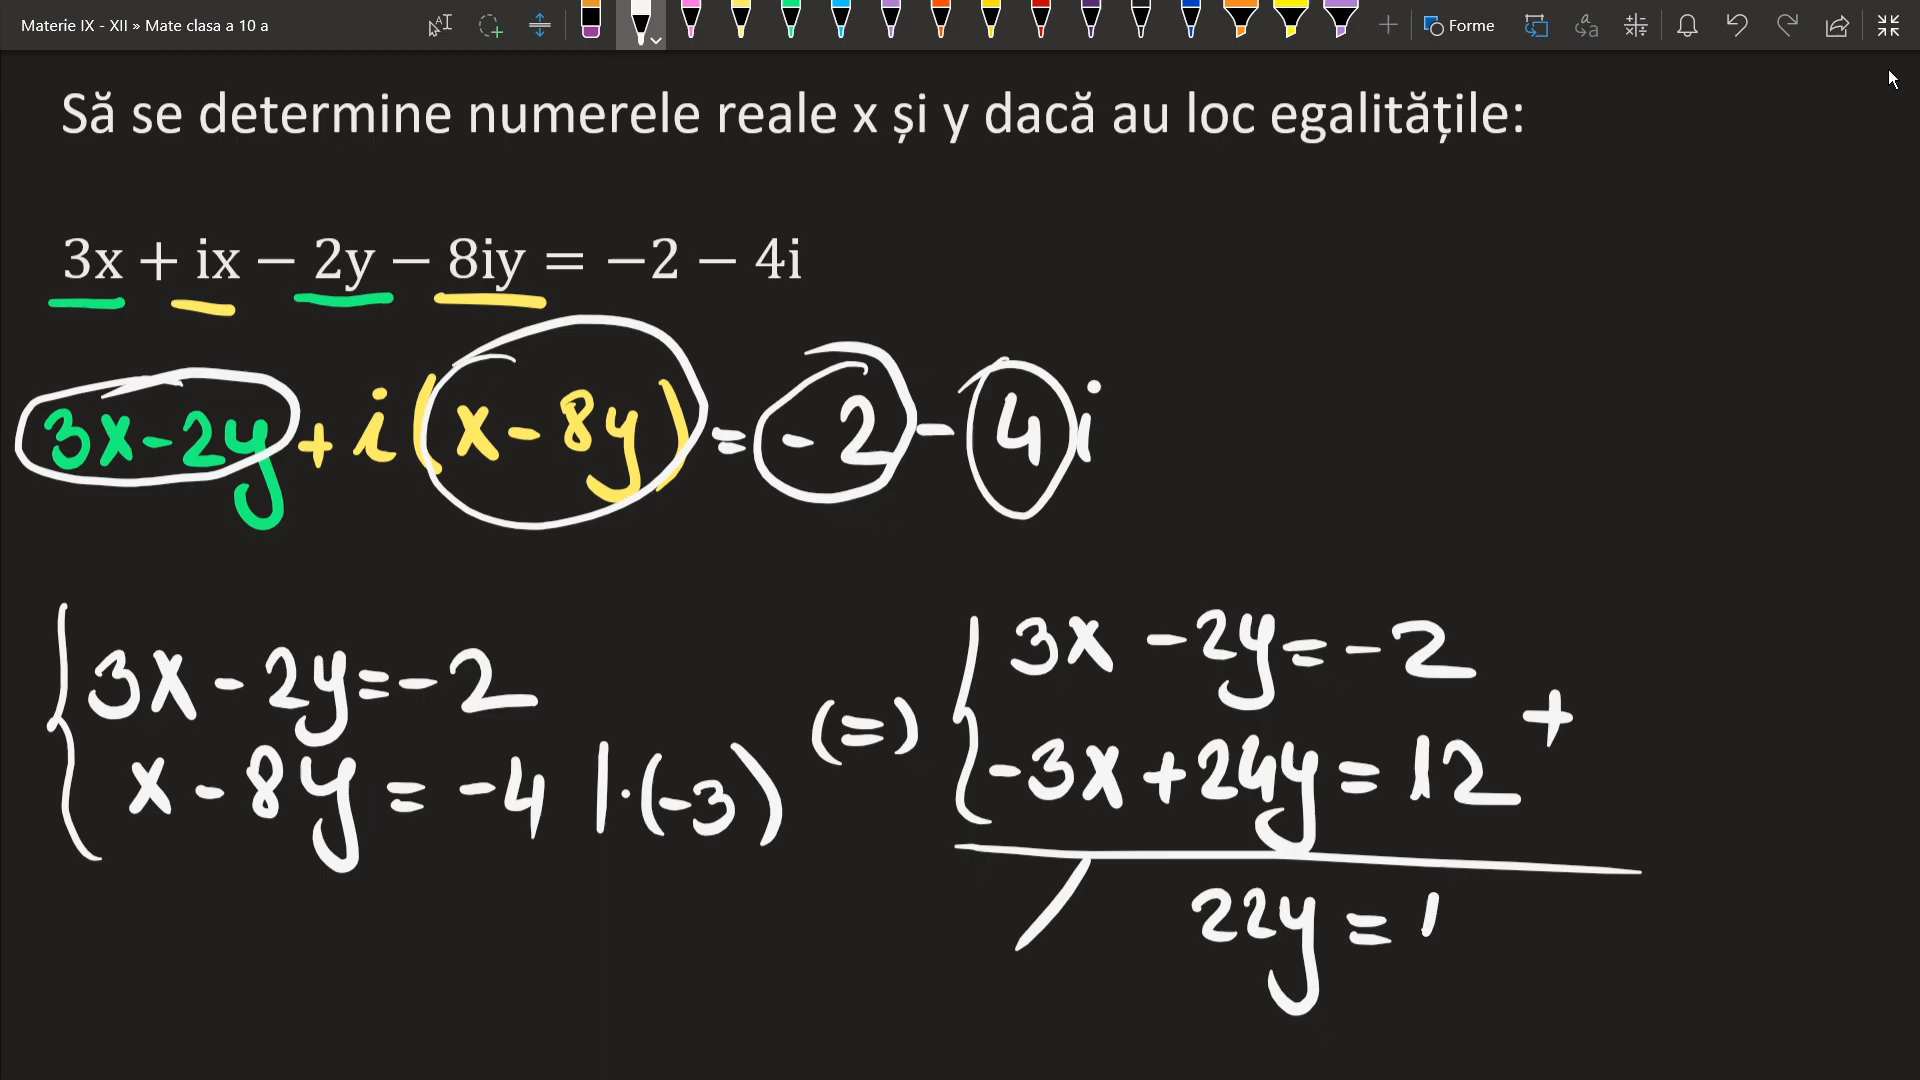 Materie IX - XII » Mate clasa a 10 a
Forme
Să se determine numerele reale x și y dacă au loc egalitățile:
3x + ix − 2y − 8iy = −2 − 4i
3x-2y + i(x-8y) = -2 - 4i
3x - 2y = -2
x - 8y = -4 |·(-3)
(=)
3x - 2y = -2
-3x + 24y = 12
+
/ 22y = 1